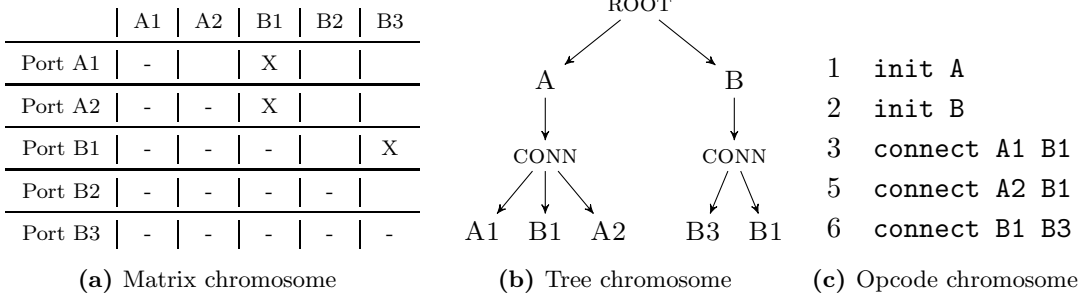 A1 A2 B1 B2 B3
Port A1 - X
Port A2 - - X
Port B1 - - - X
Port B2 - - - -
Port B3 - - - - -
(a) Matrix chromosome
ROOT
A B
CONN CONN
A1 B1 A2 B3 B1
(b) Tree chromosome
1 init A
2 init B
3 connect A1 B1
5 connect A2 B1
6 connect B1 B3
(c) Opcode chromosome